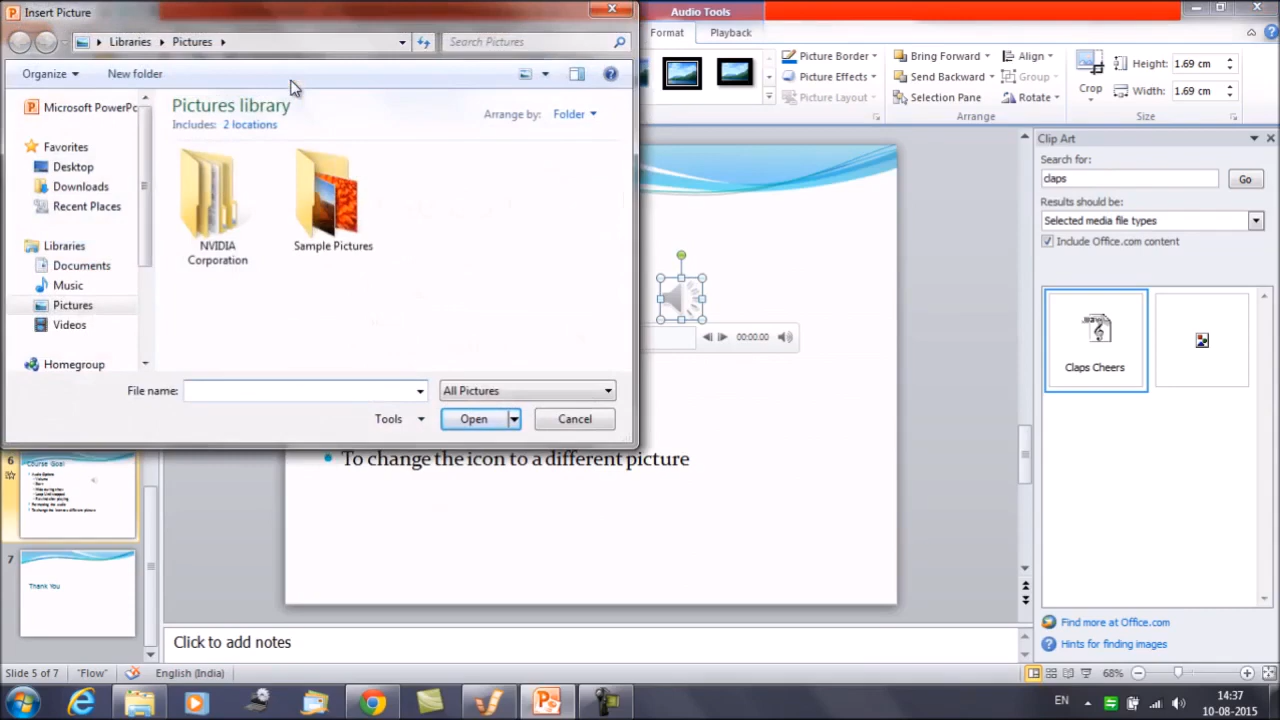 Insert Picture
Libraries
Pictures
Search Pictures
Organize
New folder
Microsoft PowerPc
Favorites
Desktop
Downloads
Recent Places
Libraries
Documents
Music
Pictures
Videos
Homegroup
Pictures library
Includes: 2 locations
Arrange by: Folder
NVIDIA
Corporation
Sample Pictures
File name:
All Pictures
Tools
Open
Cancel
Audio Tools
Format
Playback
Picture Border
Picture Effects
Picture Layout
Bring Forward
Send Backward
Selection Pane
Align
Group
Rotate
Arrange
Crop
Height: 1.69 cm
Width: 1.69 cm
Size
Clip Art
Search for:
claps
Go
Results should be:
Selected media file types
Include Office.com content
Claps Cheers
Find more at Office.com
Hints for finding images
00:00.00
To change the icon to a different picture
6
Course Goal
7
Thank You
Click to add notes
Slide 5 of 7
"Flow"
English (India)
68%
EN
14:37
10-08-2015